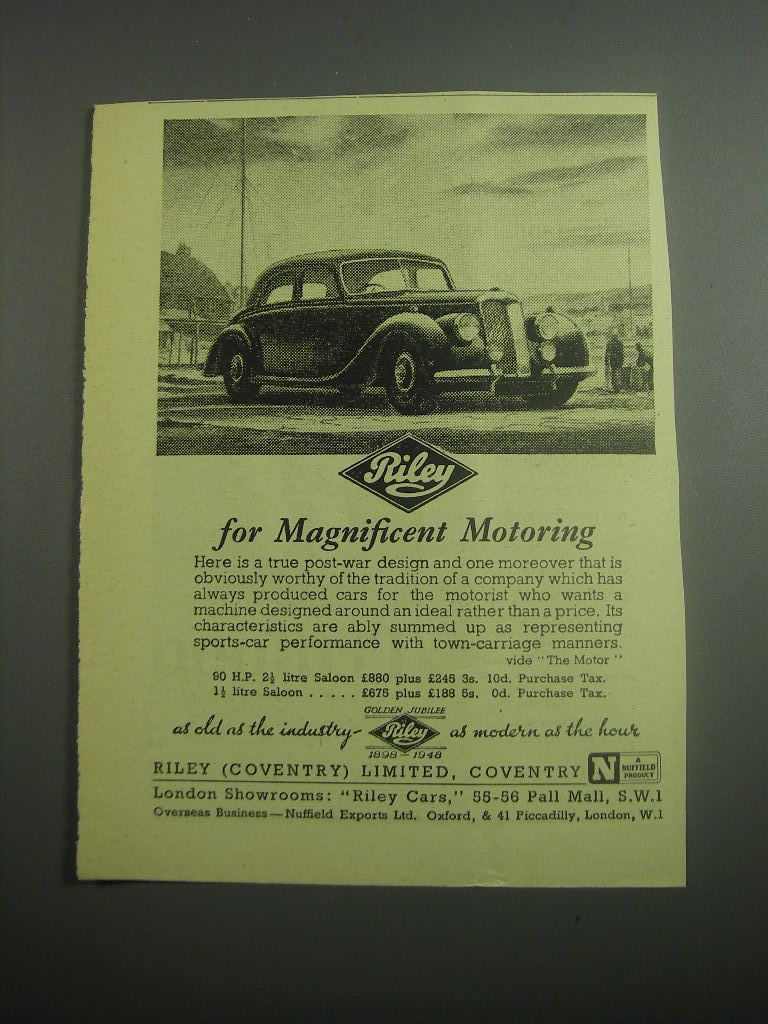 Riley
for Magnificent Motoring
Here is a true post-war design and one moreover that is
obviously worthy of the tradition of a company which has
always produced cars for the motorist who wants a
machine designed around an ideal rather than a price. Its
characteristics are ably summed up as representing
sports-car performance with town-carriage manners.
vide "The Motor"
90 H.P. 2½ litre Saloon £880 plus £245 3s. 10d. Purchase Tax.
1½ litre Saloon . . . . . £675 plus £188 5s. 0d. Purchase Tax.
GOLDEN JUBILEE
as old as the industry- Riley as modern as the hour
1898 - 1948
RILEY (COVENTRY) LIMITED, COVENTRY N A NUFFIELD PRODUCT
London Showrooms: "Riley Cars," 55-56 Pall Mall, S.W.1
Overseas Business — Nuffield Exports Ltd. Oxford, & 41 Piccadilly, London, W.1